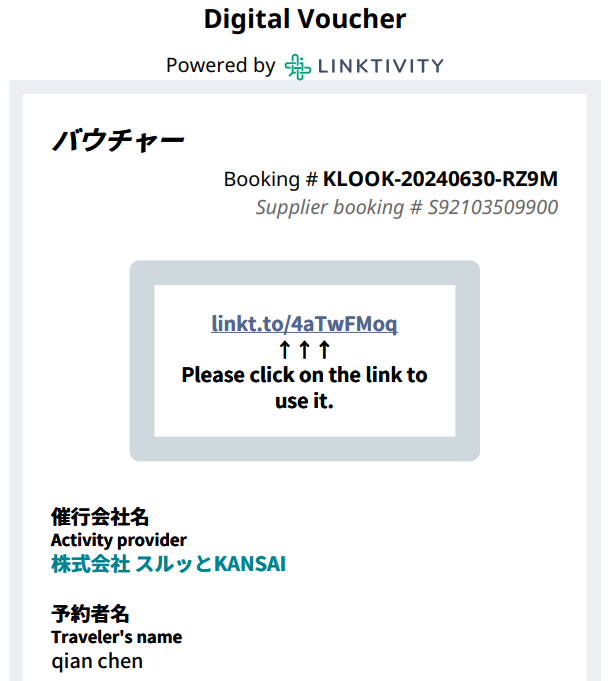 Digital Voucher
Powered by LINKTIVITY
バウチャー
Booking # KLOOK-20240630-RZ9M
Supplier booking # S92103509900
linkt.to/4aTwFMoq
↑ ↑ ↑
Please click on the link to
use it.
催行会社名
Activity provider
株式会社 スルッとKANSAI
予約者名
Traveler's name
qian chen